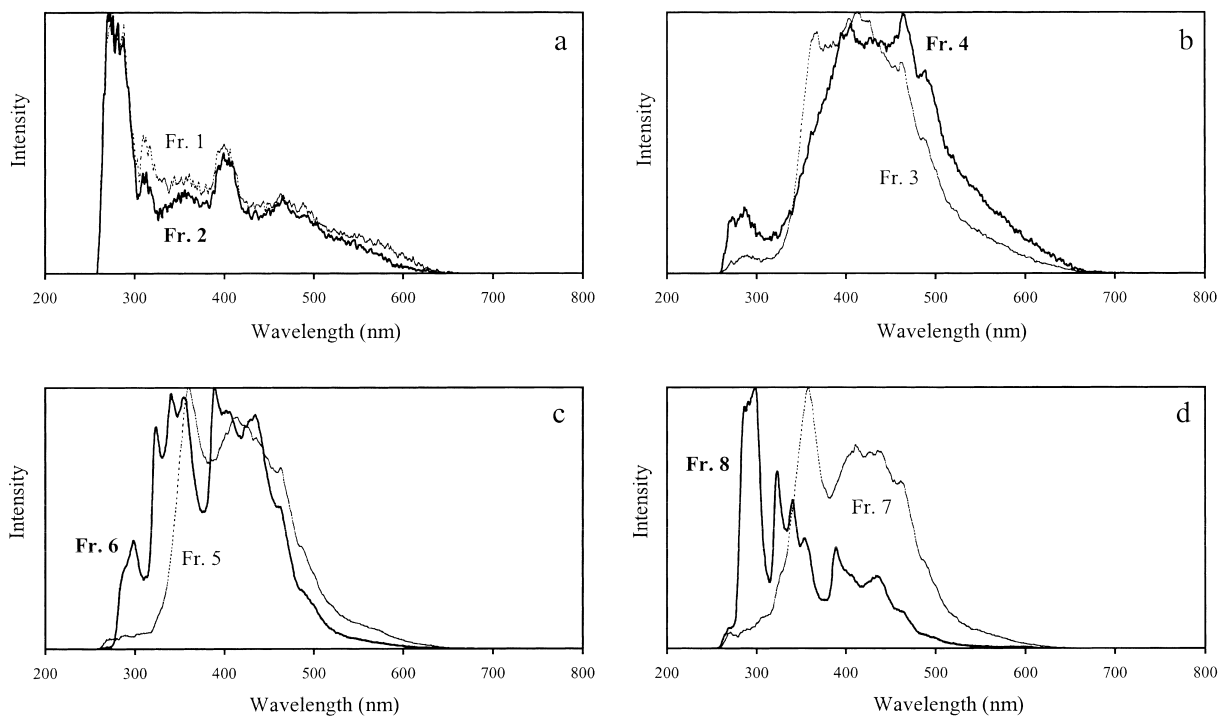 a
Fr. 1
Fr. 2
Intensity
200 300 400 500 600 700 800
Wavelength (nm)
b
Fr. 4
Fr. 3
Intensity
200 300 400 500 600 700 800
Wavelength (nm)
c
Fr. 6
Fr. 5
Intensity
200 300 400 500 600 700 800
Wavelength (nm)
d
Fr. 8
Fr. 7
Intensity
200 300 400 500 600 700 800
Wavelength (nm)